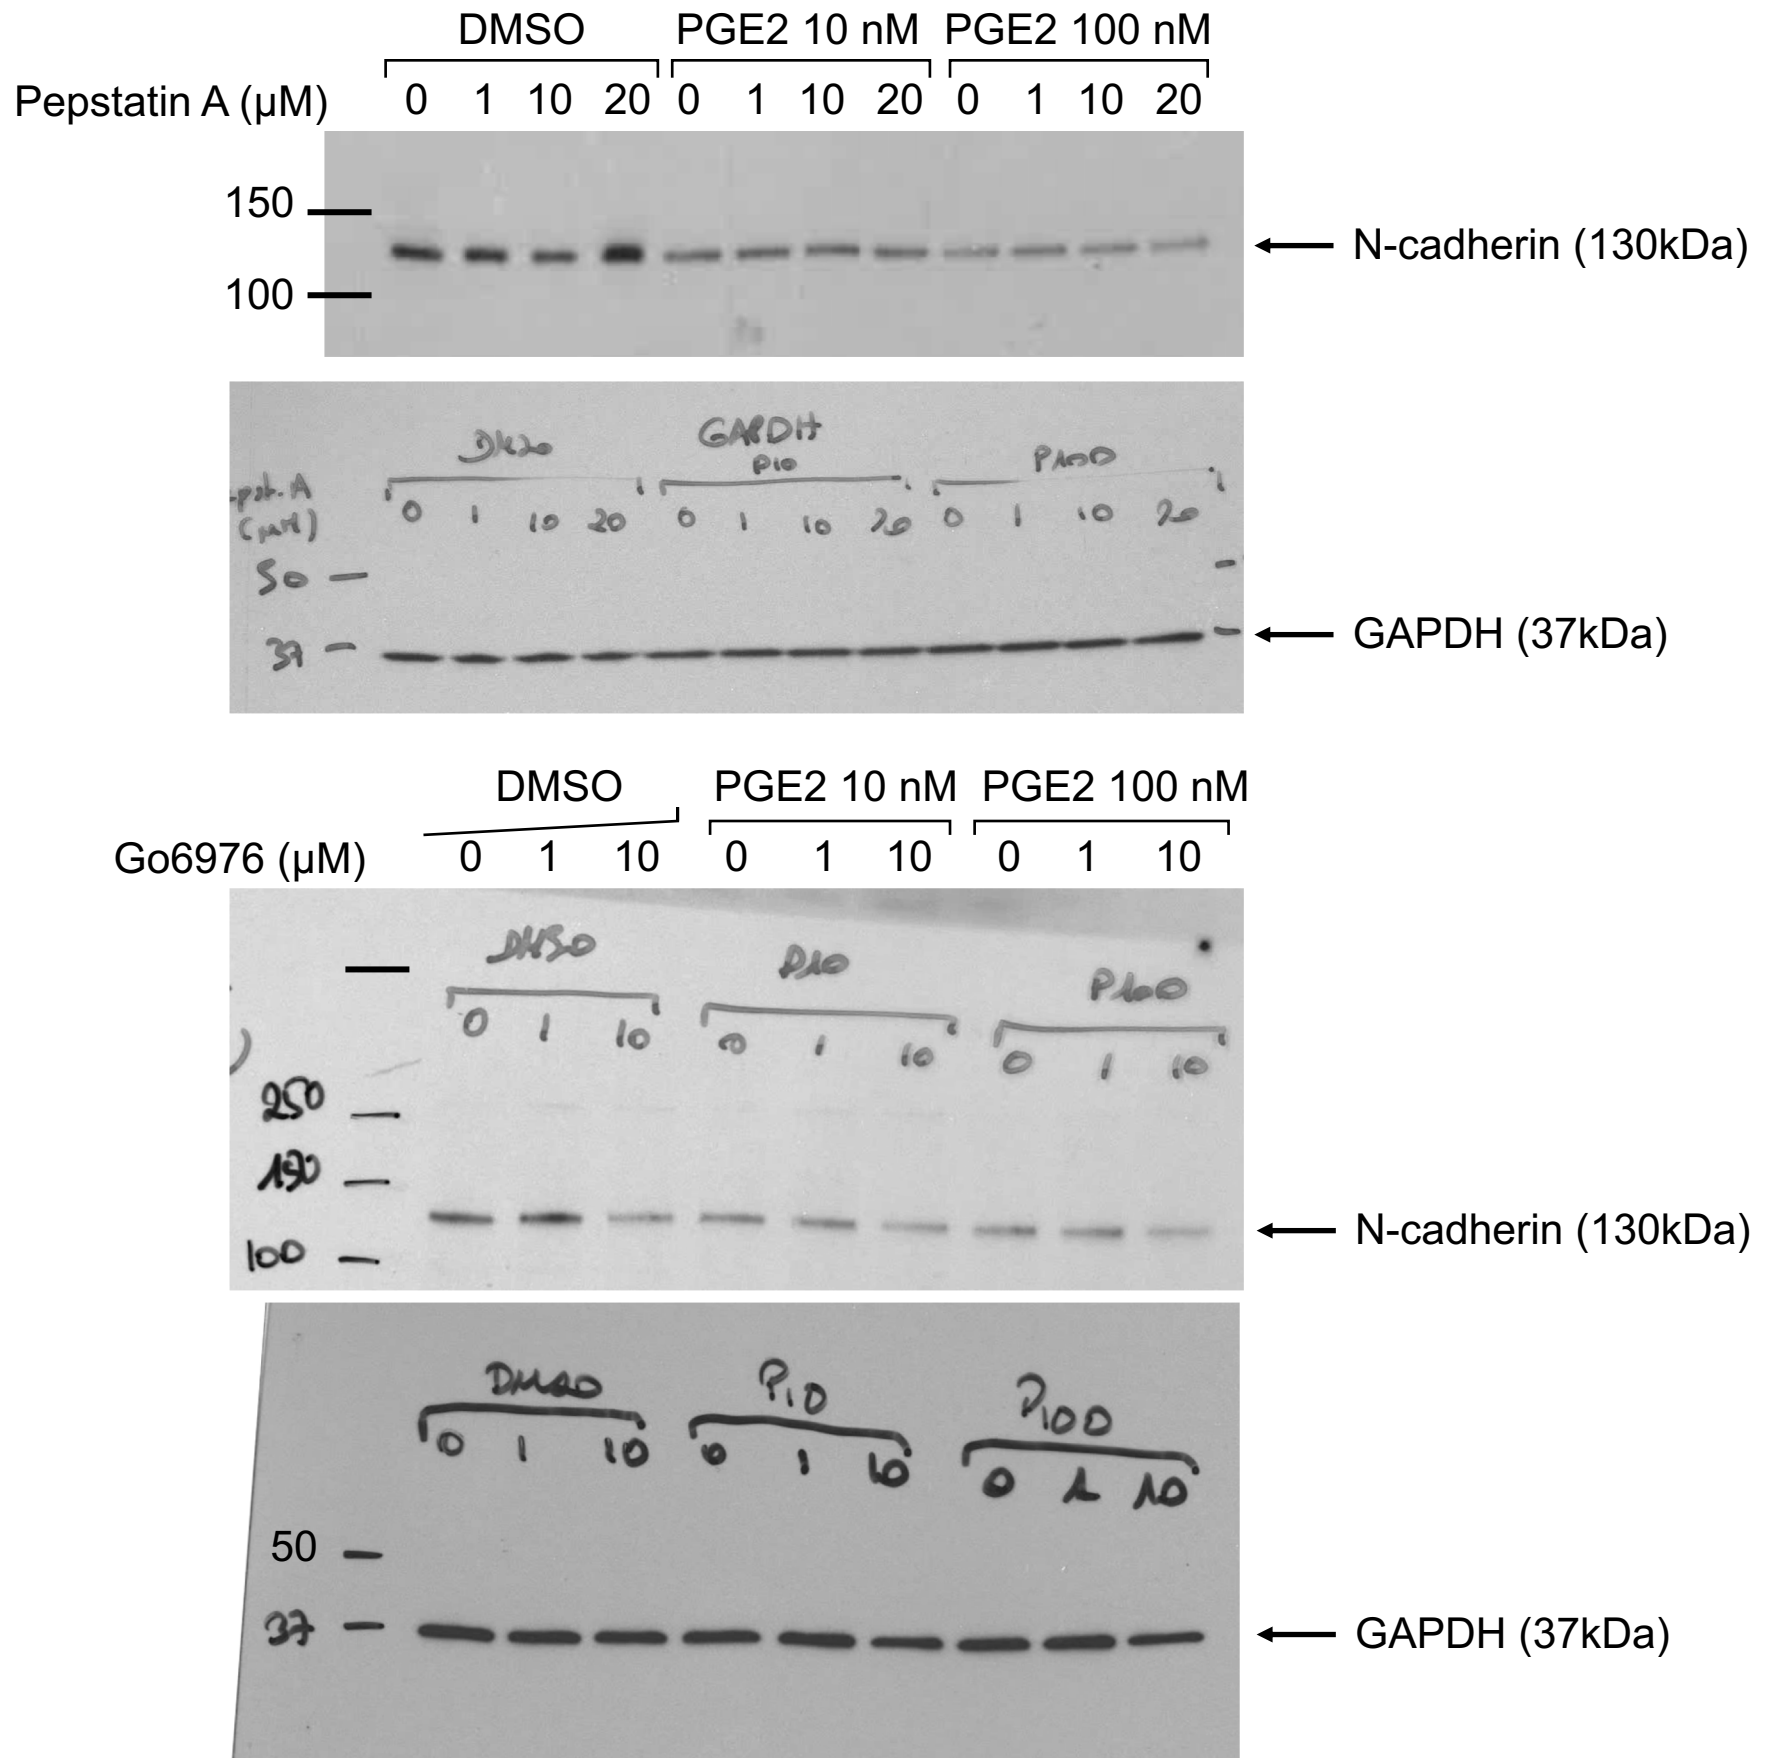 DMSO PGE2 10 nM PGE2 100 nM
Pepstatin A (µM) 0 1 10 20 0 1 10 20 0 1 10 20
150
N-cadherin (130kDa)
100
DMSO GAPDH P100
P10
pst. A
(µM) 0 1 10 20 0 1 10 20 0 1 10 20
50
GAPDH (37kDa)
37
DMSO PGE2 10 nM PGE2 100 nM
Go6976 (µM) 0 1 10 0 1 10 0 1 10
DMSO P10 P100
0 1 10 0 1 10 0 1 10
)
250
150
N-cadherin (130kDa)
100
DMSO P10 P100
0 1 10 0 1 10 0 1 10
50
37
GAPDH (37kDa)